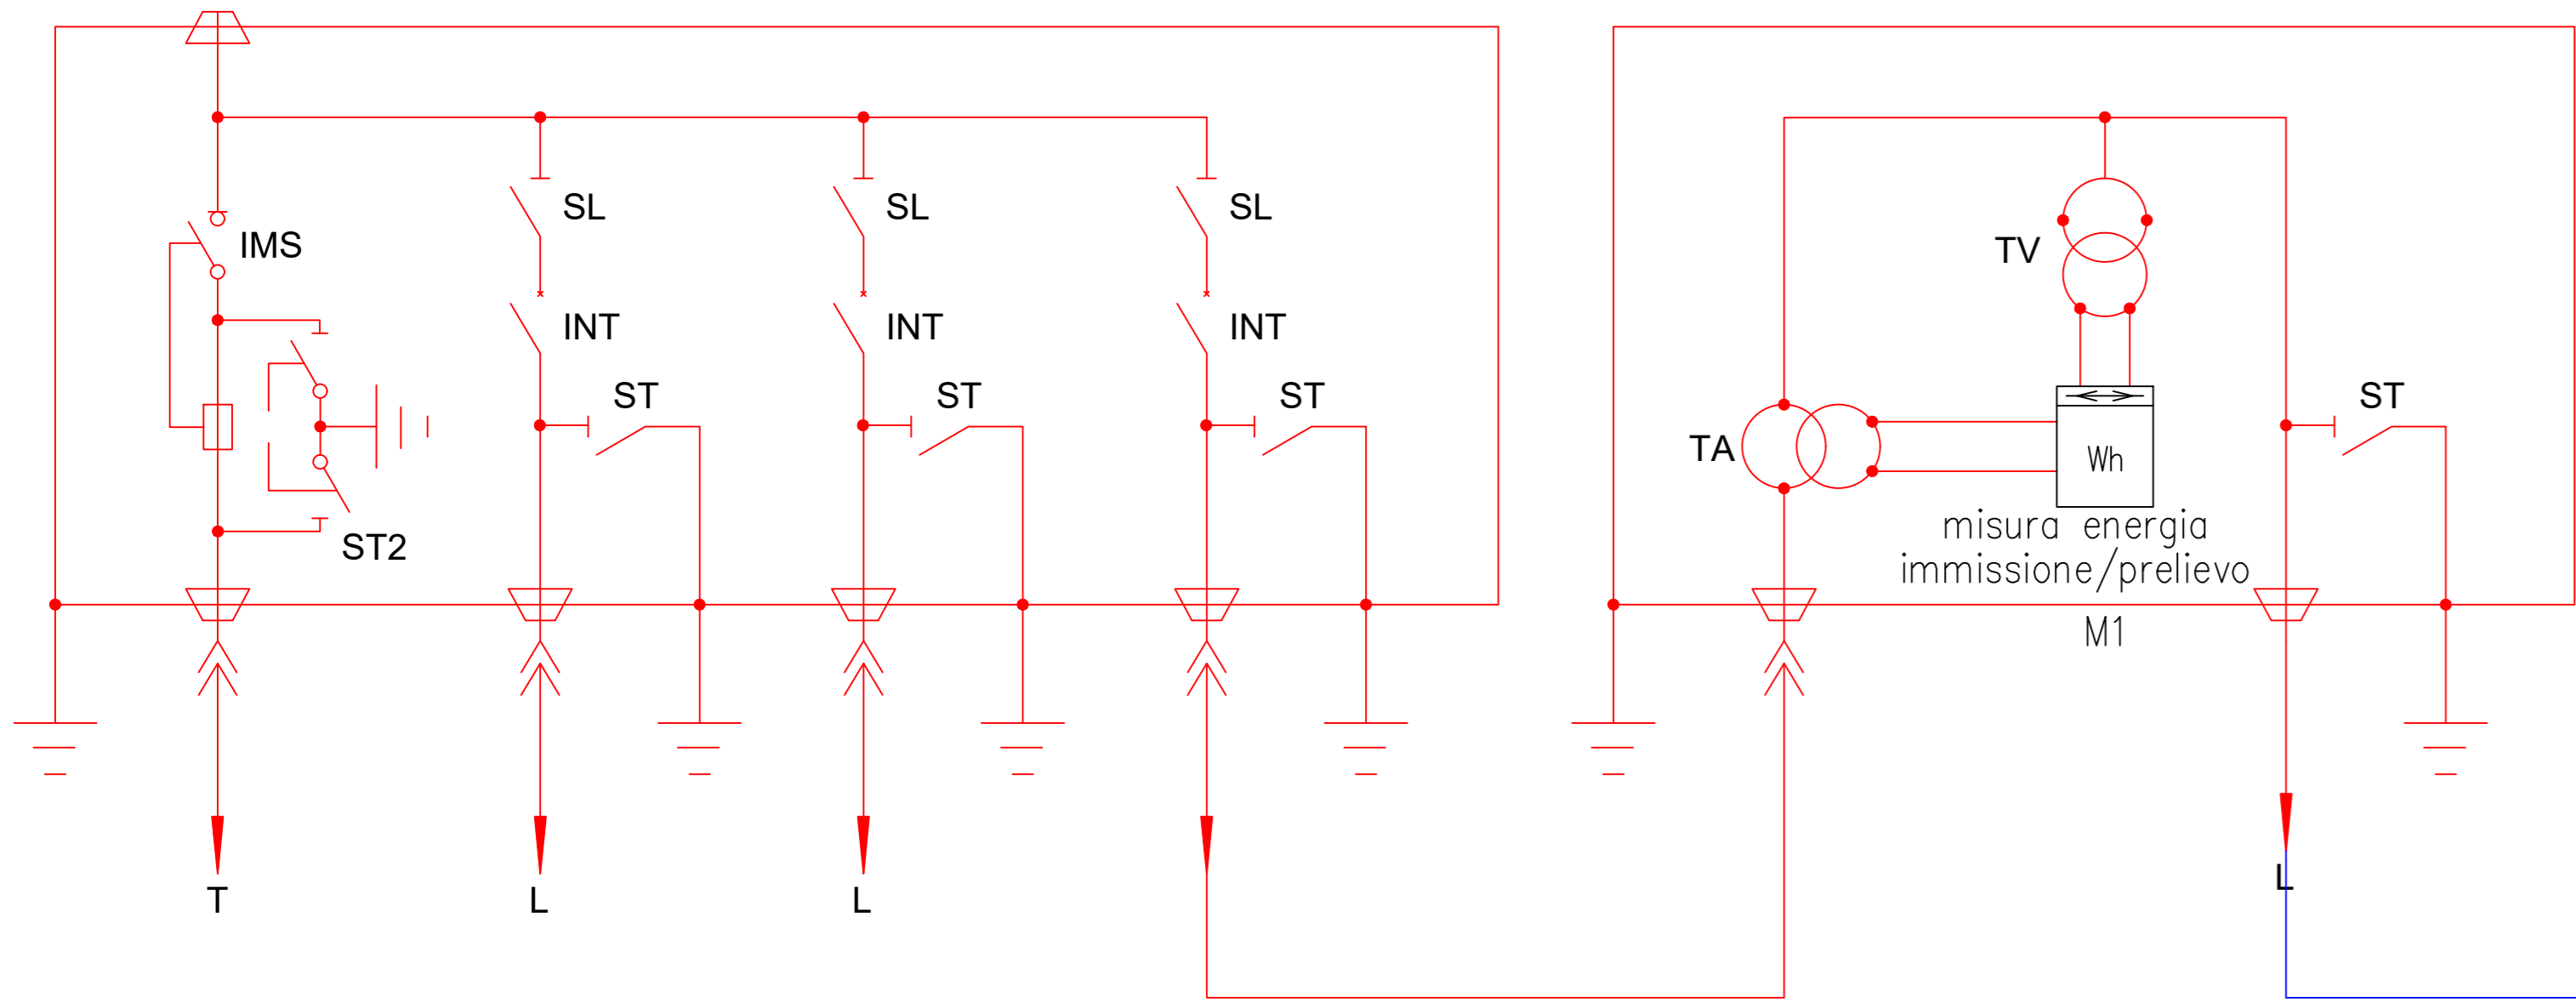 SL
SL
SL
IMS
TV
INT
INT
INT
ST
ST
ST
ST
TA
Wh
misura energia
immissione/prelievo
ST2
M1
T
L
L
L